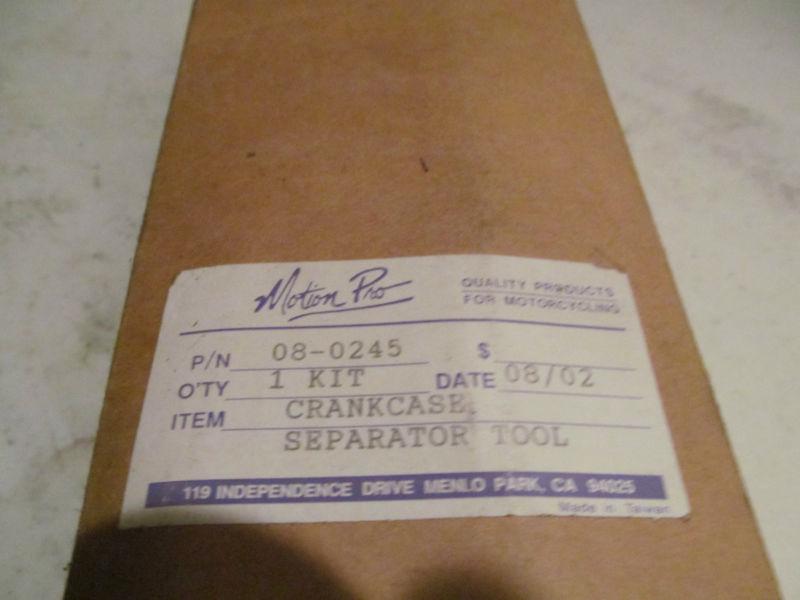 Motion Pro
QUALITY PRODUCTS
FOR MOTORCYCLING
P/N 08-0245 $
Q'TY 1 KIT DATE 08/02
ITEM CRANKCASE
SEPARATOR TOOL
119 INDEPENDENCE DRIVE MENLO PARK, CA 94025
Made in Taiwan